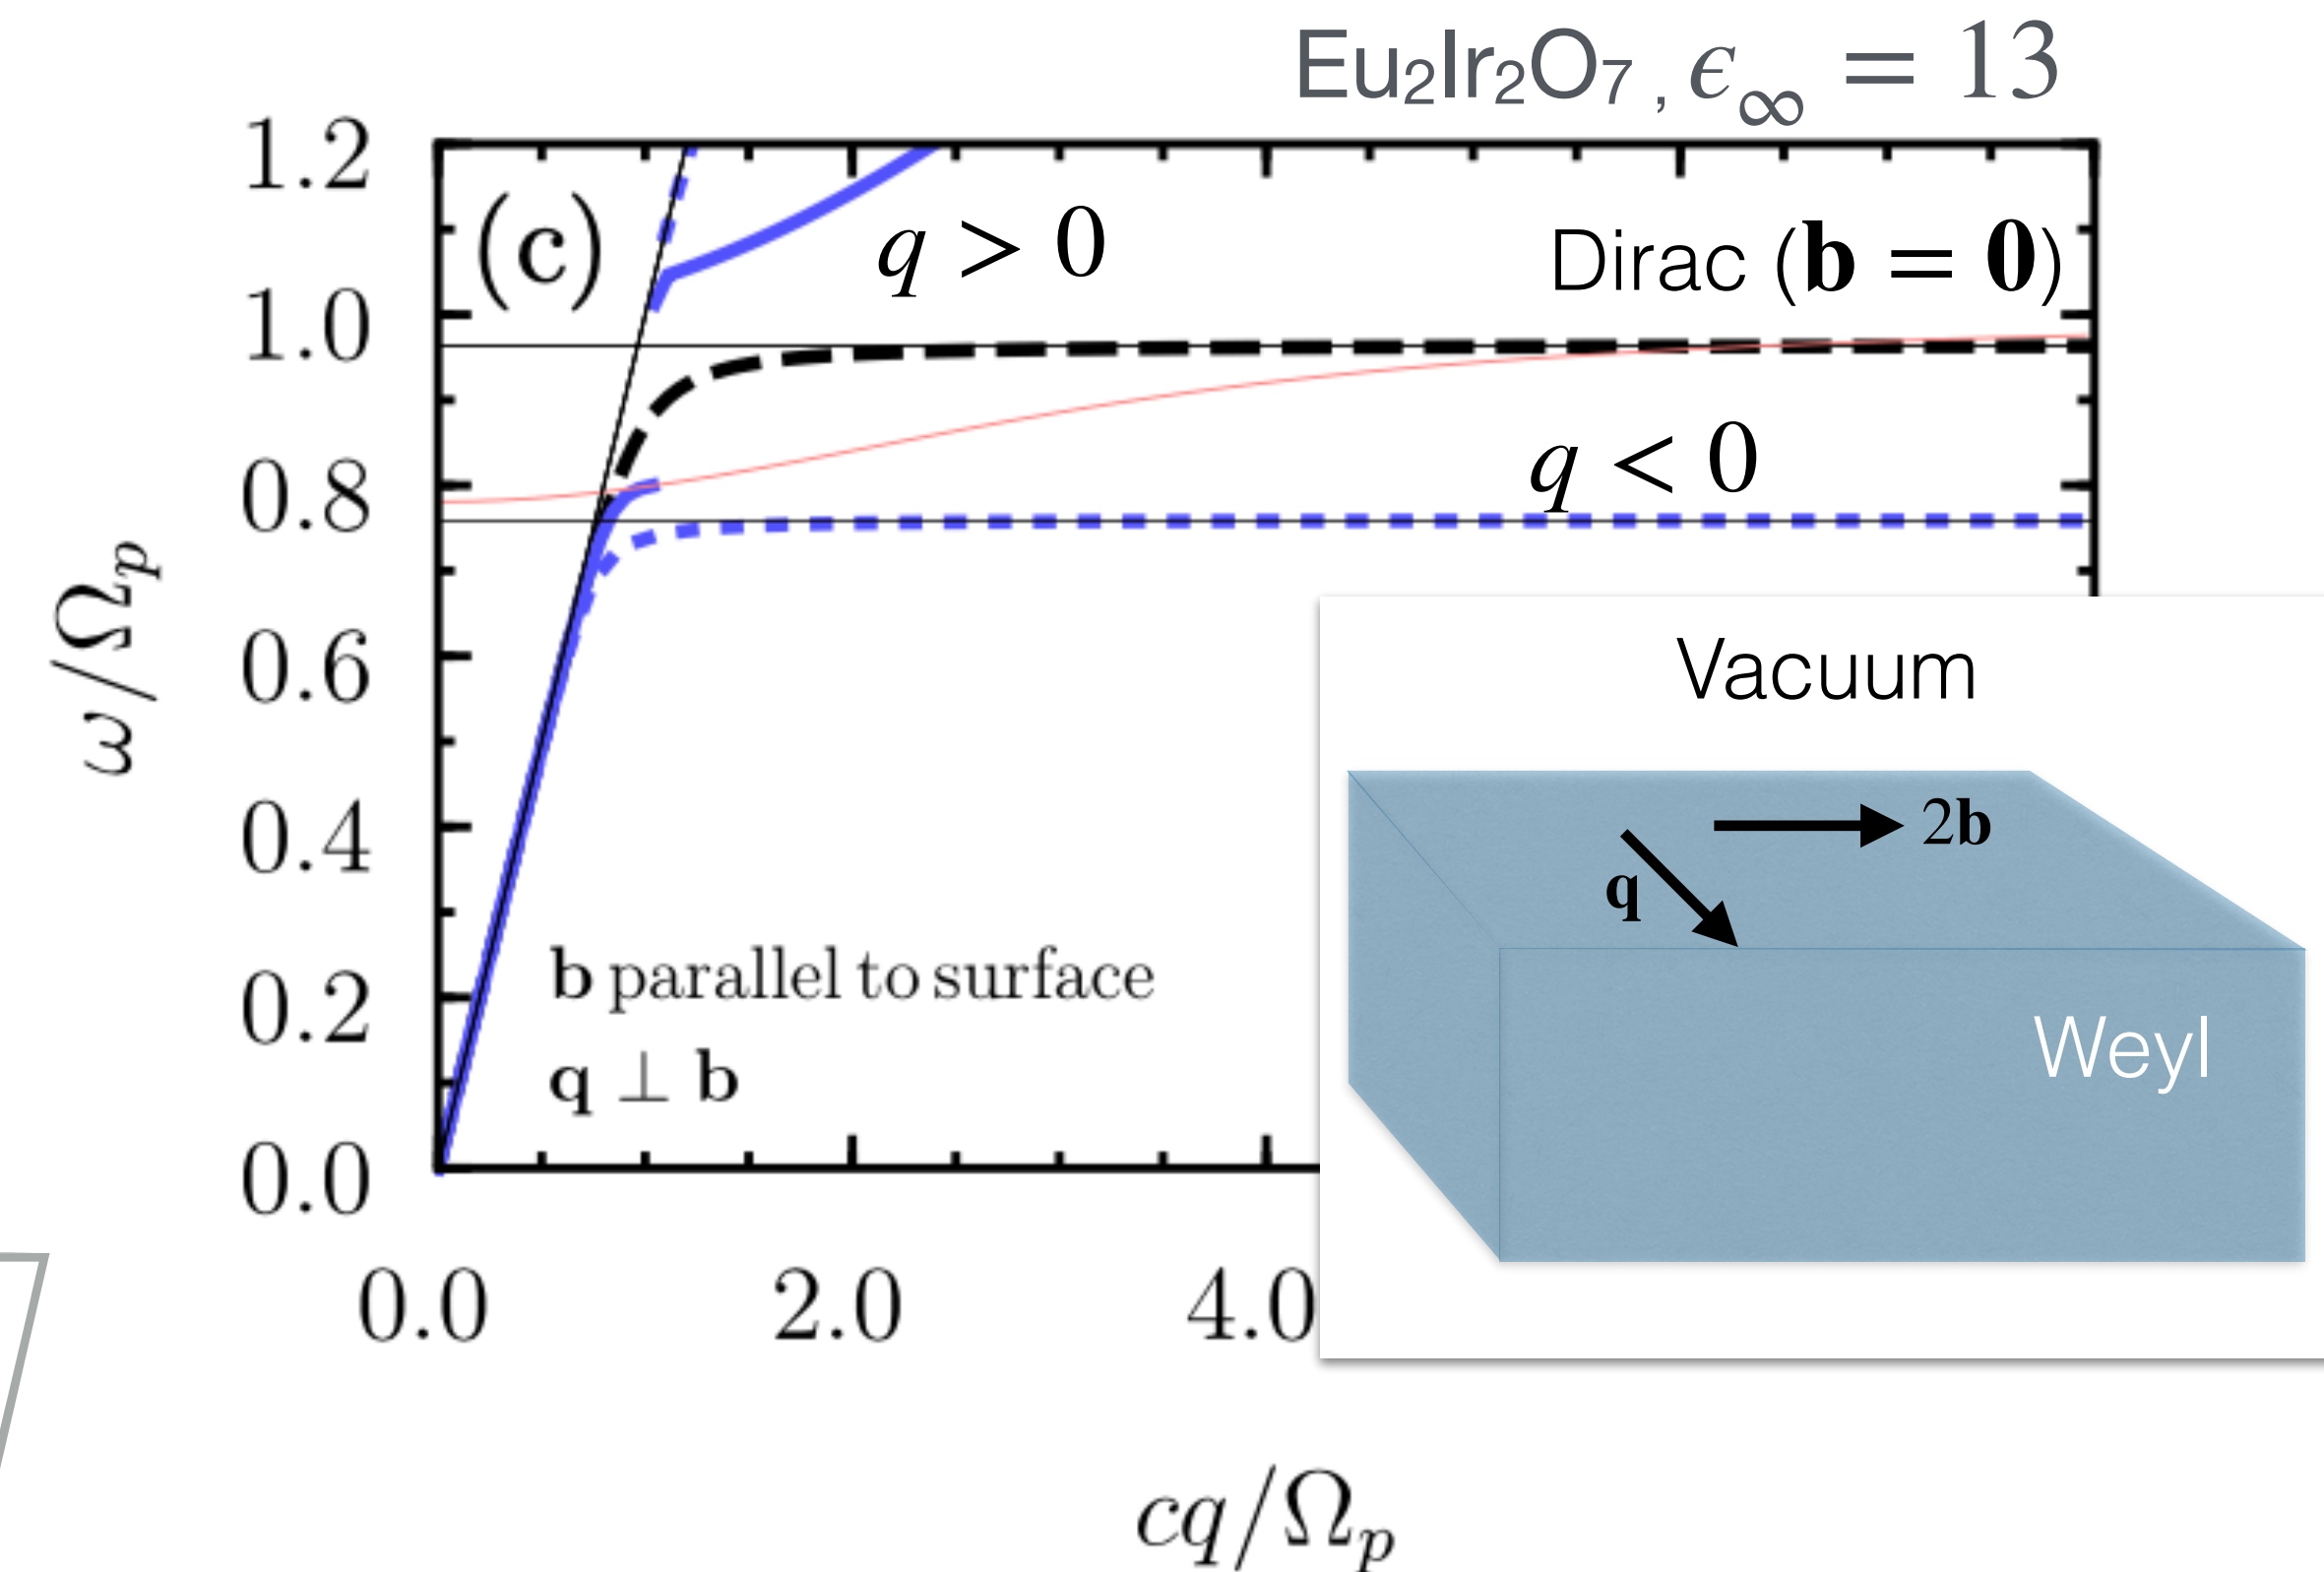 Eu₂Ir₂O₇ , ϵ∞ = 13
1.2
(c)
q > 0
Dirac (b = 0)
1.0
q < 0
0.8
ω/Ωp
0.6
Vacuum
2b
q
0.4
b parallel to surface
0.2
q ⊥ b
Weyl
0.0
0.0 2.0 4.0
cq/Ωp